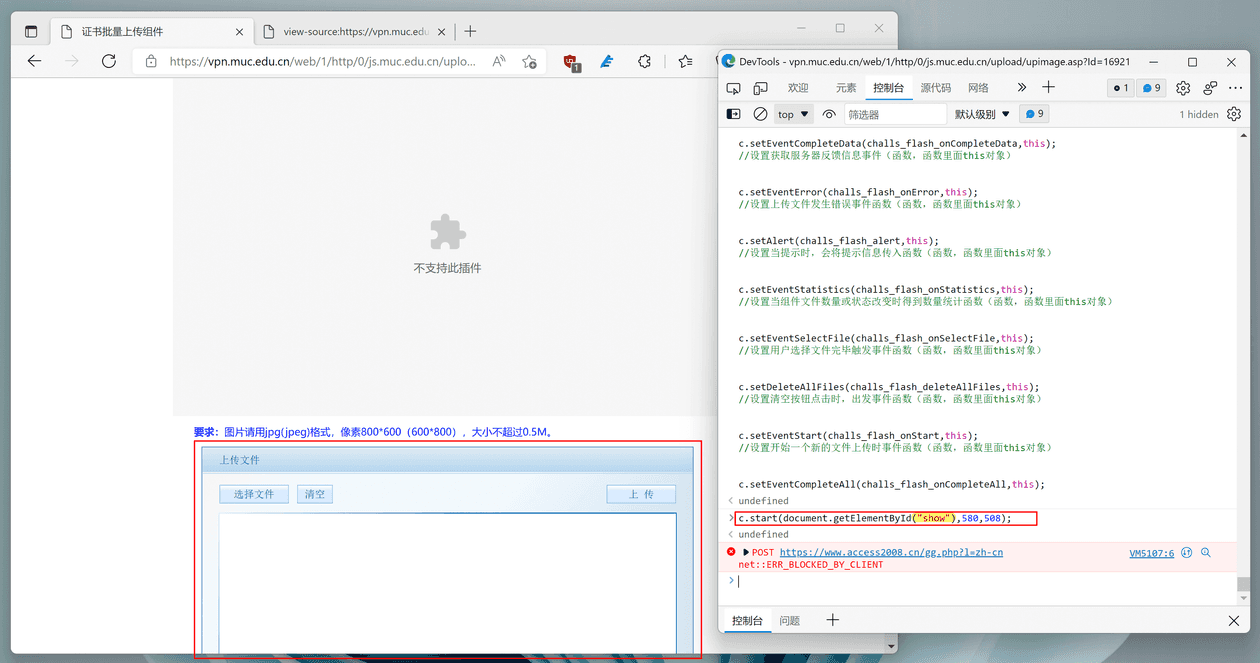 证书批量上传组件
view-source:https://vpn.muc.edu
https://vpn.muc.edu.cn/web/1/http/0/js.muc.edu.cn/uplo...
1
不支持此插件
要求：图片请用jpg(jpeg)格式，像素800*600（600*800），大小不超过0.5M。
上传文件
选择文件
清空
上 传
DevTools - vpn.muc.edu.cn/web/1/http/0/js.muc.edu.cn/upload/upimage.asp?Id=16921
欢迎
元素
控制台
源代码
网络
1
9
top
筛选器
默认级别
9
1 hidden
c.setEventCompleteData(challs_flash_onCompleteData,this);
//设置获取服务器反馈信息事件（函数，函数里面this对象）
c.setEventError(challs_flash_onError,this);
//设置上传文件发生错误事件函数（函数，函数里面this对象）
c.setAlert(challs_flash_alert,this);
//设置当提示时，会将提示信息传入函数（函数，函数里面this对象）
c.setEventStatistics(challs_flash_onStatistics,this);
//设置当组件文件数量或状态改变时得到数量统计函数（函数，函数里面this对象）
c.setEventSelectFile(challs_flash_onSelectFile,this);
//设置用户选择文件完毕触发事件函数（函数，函数里面this对象）
c.setDeleteAllFiles(challs_flash_deleteAllFiles,this);
//设置清空按钮点击时，出发事件函数（函数，函数里面this对象）
c.setEventStart(challs_flash_onStart,this);
//设置开始一个新的文件上传时事件函数（函数，函数里面this对象）
c.setEventCompleteAll(challs_flash_onCompleteAll,this);
undefined
c.start(document.getElementById("show"),580,508);
undefined
POST https://www.access2008.cn/gg.php?l=zh-cn
VM5107:6
net::ERR_BLOCKED_BY_CLIENT
控制台
问题